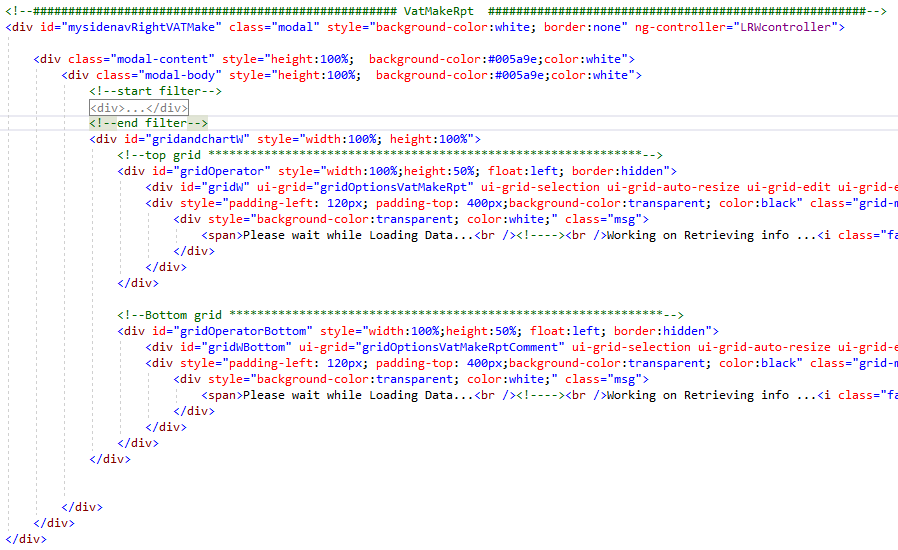 <!--#################################################### VatMakeRpt  ######################################################-->
<div id="mysidenavRightVATMake" class="modal" style="background-color:white; border:none" ng-controller="LRWcontroller">
<div class="modal-content" style="height:100%;  background-color:#005a9e;color:white">
<div class="modal-body" style="height:100%;  background-color:#005a9e;color:white">
<!--start filter-->
<div>...</div>
<!--end filter-->
<div id="gridandchartW" style="width:100%; height:100%">
<!--top grid **************************************************************-->
<div id="gridOperator" style="width:100%;height:50%; float:left; border:hidden">
<div id="gridW" ui-grid="gridOptionsVatMakeRpt" ui-grid-selection ui-grid-auto-resize ui-grid-edit ui-grid-e
<div style="padding-left: 120px; padding-top: 400px;background-color:transparent; color:black" class="grid-m
<div style="background-color:transparent; color:white;" class="msg">
<span>Please wait while Loading Data...<br /><!----><br />Working on Retrieving info ...<i class="fa
</div>
</div>
</div>
<!--Bottom grid **************************************************************-->
<div id="gridOperatorBottom" style="width:100%;height:50%; float:left; border:hidden">
<div id="gridWBottom" ui-grid="gridOptionsVatMakeRptComment" ui-grid-selection ui-grid-auto-resize ui-grid-e
<div style="padding-left: 120px; padding-top: 400px;background-color:transparent; color:black" class="grid-m
<div style="background-color:transparent; color:white;" class="msg">
<span>Please wait while Loading Data...<br /><!----><br />Working on Retrieving info ...<i class="fa
</div>
</div>
</div>
</div>
</div>
</div>
</div>